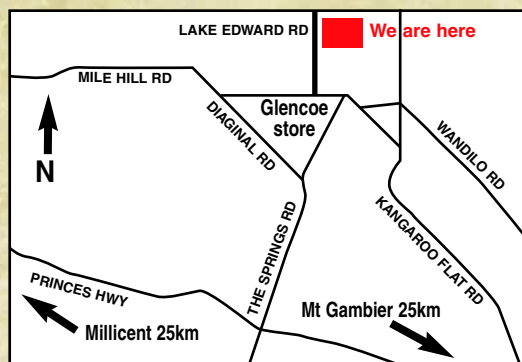 LAKE EDWARD RD
We are here
MILE HILL RD
Glencoe
store
DIAGINAL RD
WANDILO RD
N
KANGAROO FLAT RD
THE SPRINGS RD
PRINCES HWY
Mt Gambier 25km
Millicent 25km